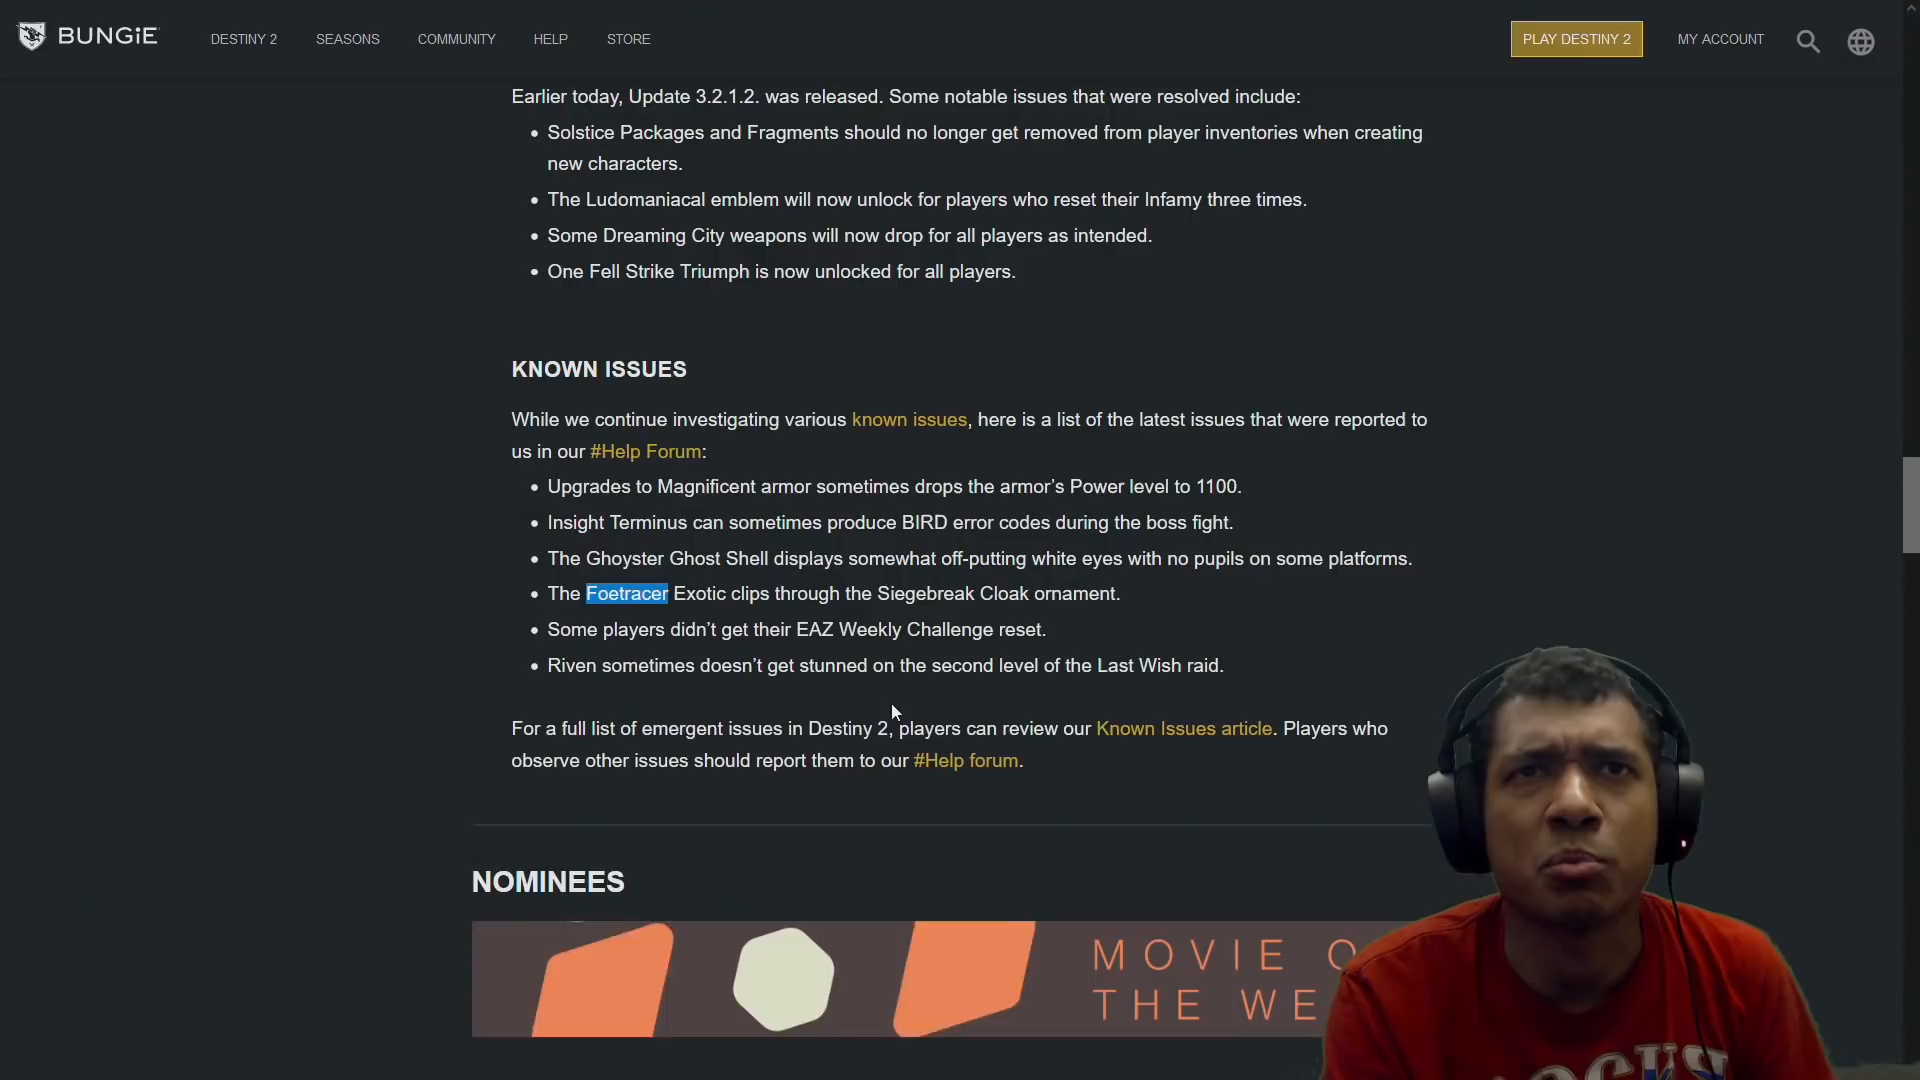 BUNGiE
DESTINY 2
SEASONS
COMMUNITY
HELP
STORE
PLAY DESTINY 2
MY ACCOUNT
Earlier today, Update 3.2.1.2. was released. Some notable issues that were resolved include:
• Solstice Packages and Fragments should no longer get removed from player inventories when creating
new characters.
• The Ludomaniacal emblem will now unlock for players who reset their Infamy three times.
• Some Dreaming City weapons will now drop for all players as intended.
• One Fell Strike Triumph is now unlocked for all players.
KNOWN ISSUES
While we continue investigating various known issues, here is a list of the latest issues that were reported to
us in our #Help Forum:
• Upgrades to Magnificent armor sometimes drops the armor’s Power level to 1100.
• Insight Terminus can sometimes produce BIRD error codes during the boss fight.
• The Ghoyster Ghost Shell displays somewhat off-putting white eyes with no pupils on some platforms.
• The Foetracer Exotic clips through the Siegebreak Cloak ornament.
• Some players didn’t get their EAZ Weekly Challenge reset.
• Riven sometimes doesn’t get stunned on the second level of the Last Wish raid.
For a full list of emergent issues in Destiny 2, players can review our Known Issues article. Players who
observe other issues should report them to our #Help forum.
NOMINEES
MOVIE O
THE WE